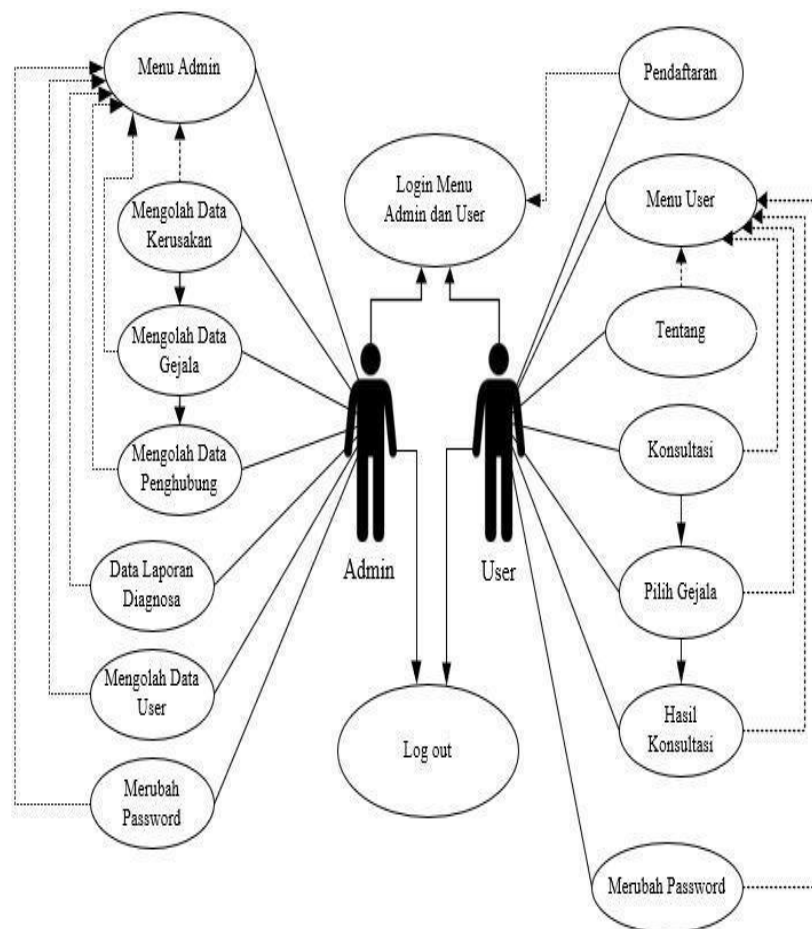 Menu Admin
Pendaftaran
Login Menu
Admin dan User
Menu User
Mengolah Data
Kerusakan
Tentang
Mengolah Data
Gejala
Konsultasi
Mengolah Data
Penghubung
Admin
User
Data Laporan
Diagnosa
Pilih Gejala
Mengolah Data
User
Hasil
Konsultasi
Log out
Merubah
Password
Merubah Password